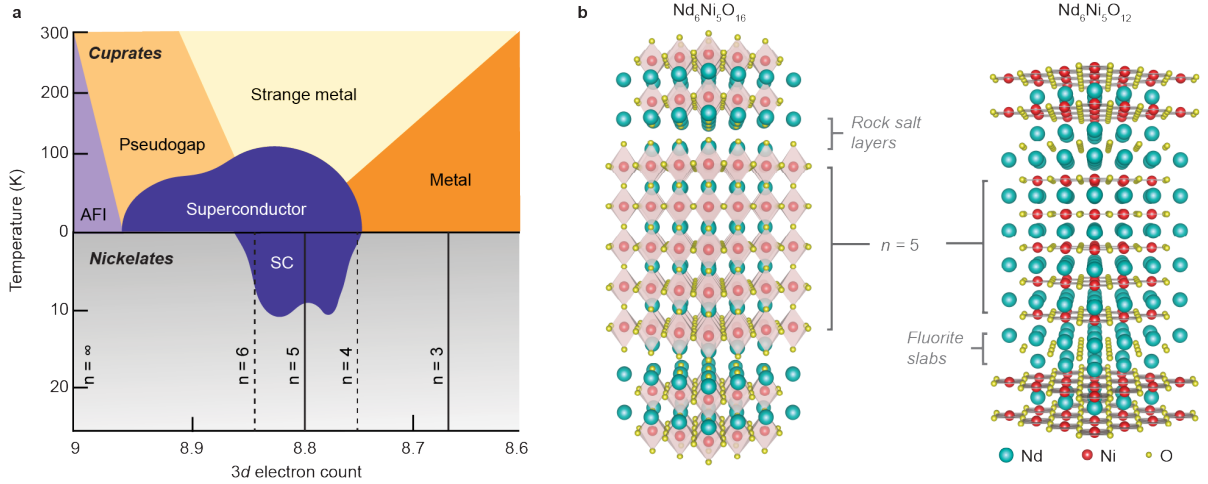 a
300
200
100
0
10
20
Temperature (K)
Cuprates
Strange metal
Pseudogap
Metal
AFI
Superconductor
Nickelates
SC
n = ∞
n = 6
n = 5
n = 4
n = 3
9
8.9
8.8
8.7
8.6
3d electron count
b
Nd₆Ni₅O₁₆
Nd₆Ni₅O₁₂
Rock salt
layers
n = 5
Fluorite
slabs
Nd
Ni
O